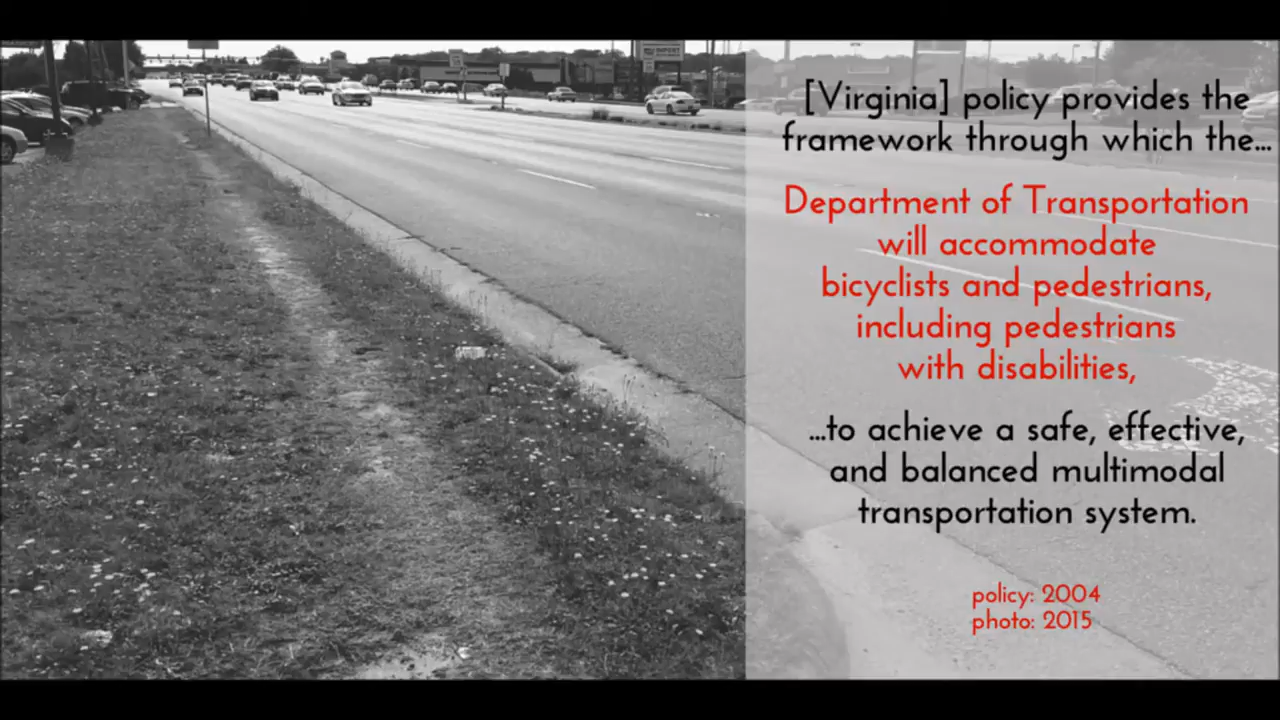 [Virginia] policy provides the
framework through which the...
Department of Transportation
will accommodate
bicyclists and pedestrians,
including pedestrians
with disabilities,
...to achieve a safe, effective,
and balanced multimodal
transportation system.
policy: 2004
photo: 2015